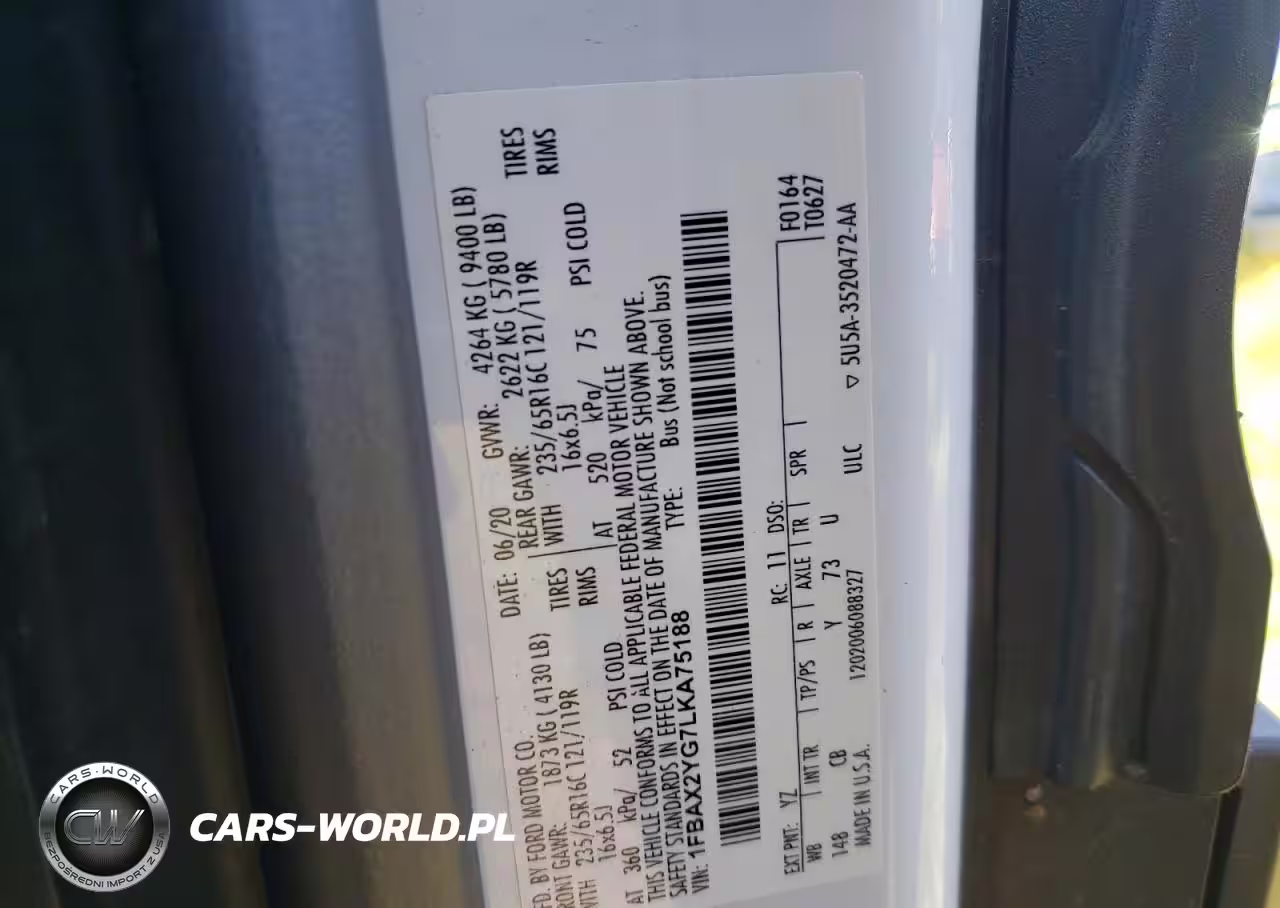 MFD. BY FORD MOTOR CO. DATE: 06/20 GVWR: 4264 KG ( 9400 LB)
FRONT GAWR: 1873 KG ( 4130 LB) REAR GAWR: 2622 KG ( 5780 LB)
WITH 235/65R16C 121/119R TIRES WITH 235/65R16C 121/119R TIRES
16x6.5J RIMS 16x6.5J RIMS
AT 360 kPa/ 52 PSI COLD AT 520 kPa/ 75 PSI COLD
THIS VEHICLE CONFORMS TO ALL APPLICABLE FEDERAL MOTOR VEHICLE
SAFETY STANDARDS IN EFFECT ON THE DATE OF MANUFACTURE SHOWN ABOVE.
VIN: 1FBAX2YG7LKA75188 TYPE: Bus (Not school bus)
EXT PNT: YZ RC: 11 DSO: F0164
WB INT TR TP/PS R AXLE TR SPR T0627
148 CB Y 73 U
MADE IN U.S.A. 1202006088327 ULC ▽ 5U5A-3520472-AA
CARS-WORLD
CW
BEZPOŚREDNI IMPORT Z USA
CARS-WORLD.PL